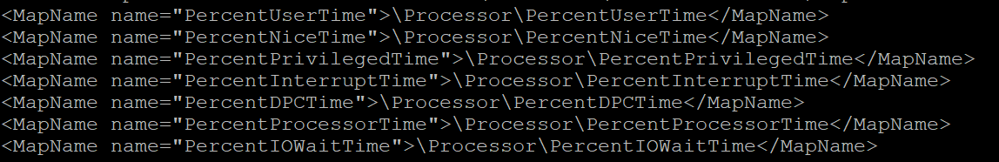 <MapName name="PercentUserTime">\Processor\PercentUserTime</MapName>
<MapName name="PercentNiceTime">\Processor\PercentNiceTime</MapName>
<MapName name="PercentPrivilegedTime">\Processor\PercentPrivilegedTime</MapName>
<MapName name="PercentInterruptTime">\Processor\PercentInterruptTime</MapName>
<MapName name="PercentDPCTime">\Processor\PercentDPCTime</MapName>
<MapName name="PercentProcessorTime">\Processor\PercentProcessorTime</MapName>
<MapName name="PercentIOWaitTime">\Processor\PercentIOWaitTime</MapName>